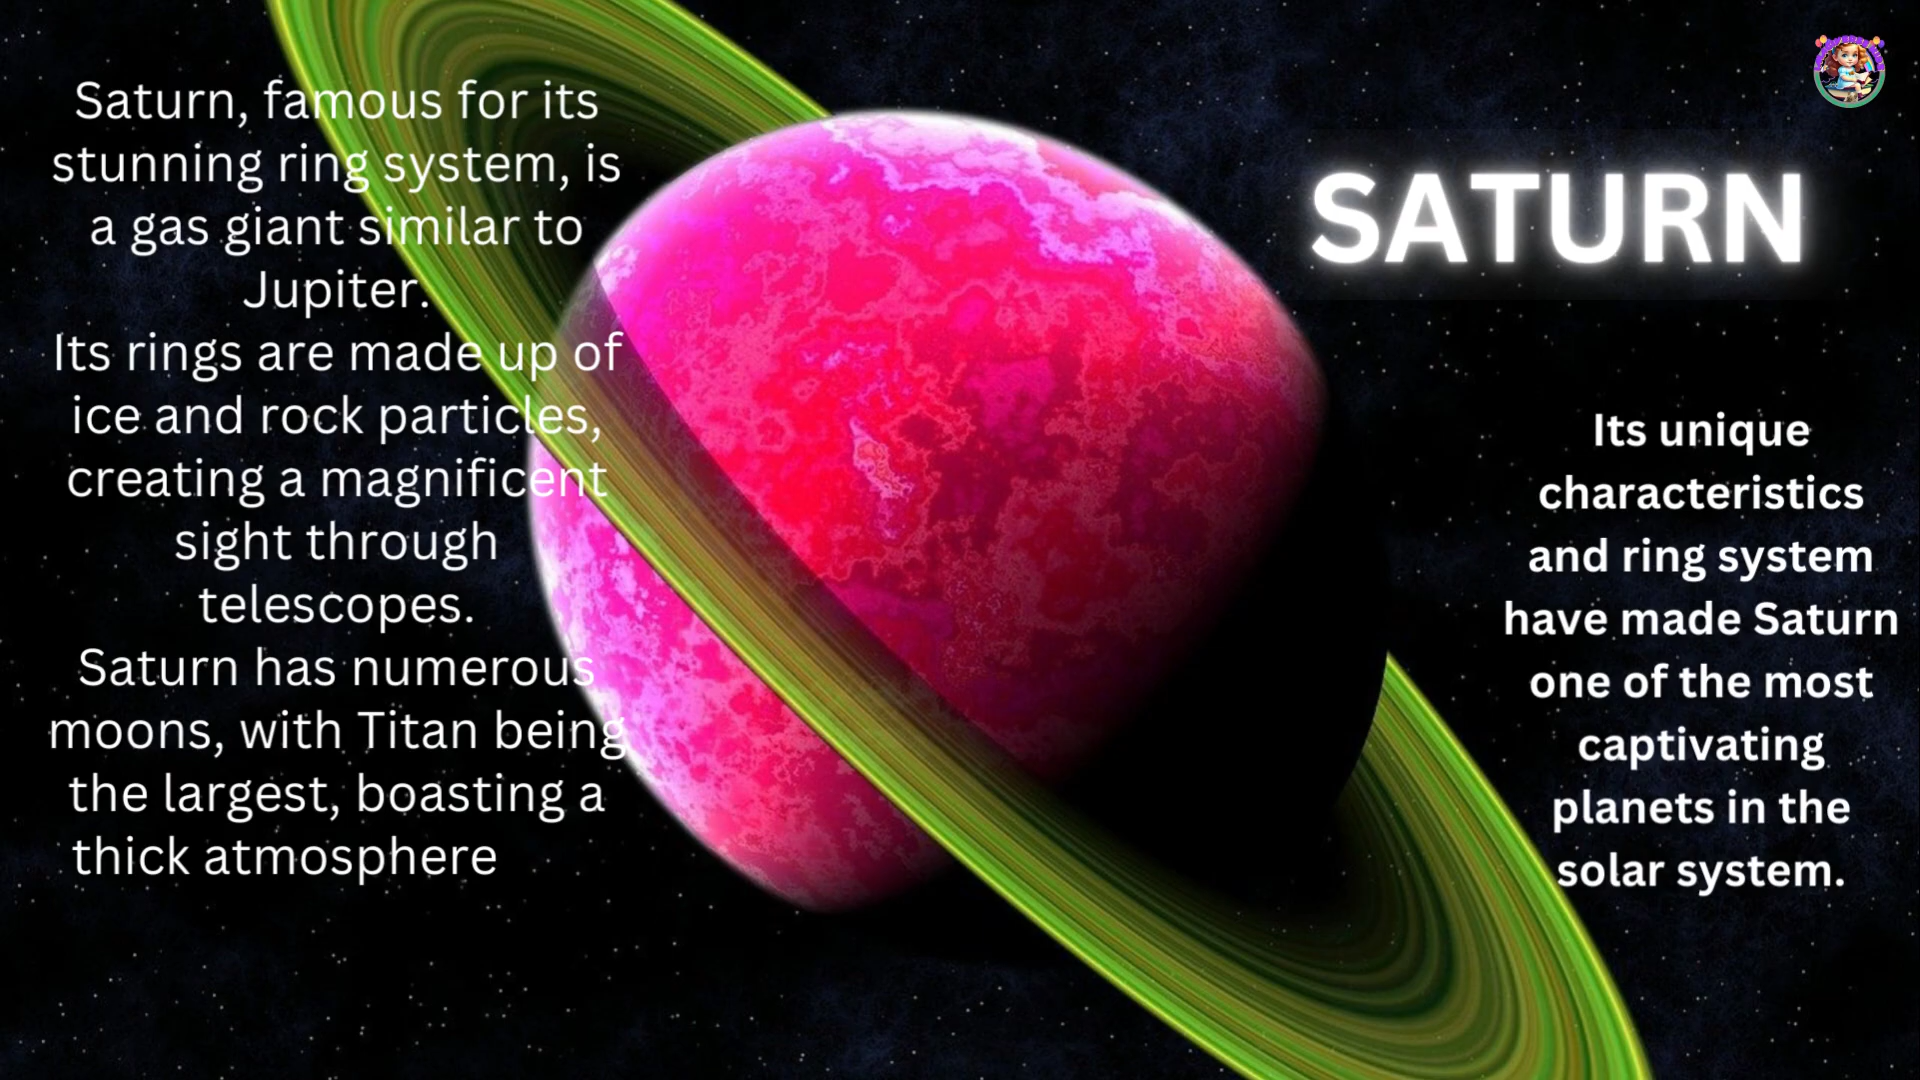 Saturn, famous for its
stunning ring system, is
a gas giant similar to
Jupiter.
Its rings are made up of
ice and rock particles,
creating a magnificent
sight through
telescopes.
Saturn has numerous
moons, with Titan being
the largest, boasting a
thick atmosphere
SATURN
Its unique
characteristics
and ring system
have made Saturn
one of the most
captivating
planets in the
solar system.